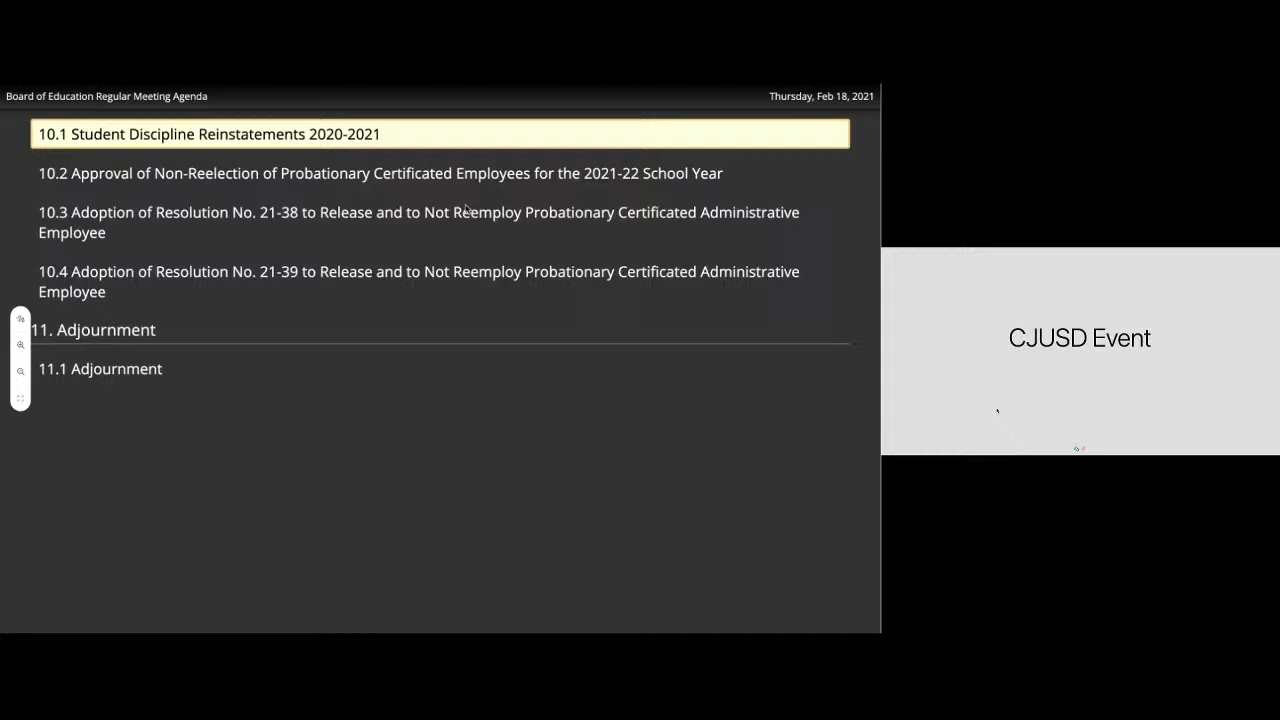 Board of Education Regular Meeting Agenda
Thursday, Feb 18, 2021
10.1 Student Discipline Reinstatements 2020-2021
10.2 Approval of Non-Reelection of Probationary Certificated Employees for the 2021-22 School Year
10.3 Adoption of Resolution No. 21-38 to Release and to Not Reemploy Probationary Certificated Administrative
Employee
10.4 Adoption of Resolution No. 21-39 to Release and to Not Reemploy Probationary Certificated Administrative
Employee
11. Adjournment
11.1 Adjournment
CJUSD Event